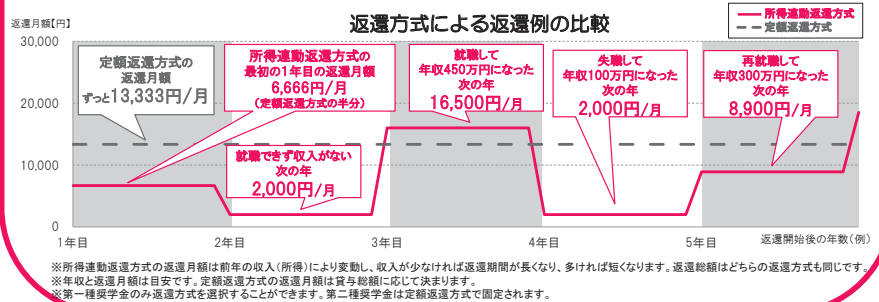 返還方式による返還例の比較
返還月額【円】
所得連動返還方式
定額返還方式
30,000
20,000
10,000
0
定額返還方式の
返還月額
ずっと13,333円/月
所得連動返還方式の
最初の1年目の返還月額
6,666円/月
(定額返還方式の半分)
就職できず収入がない
次の年
2,000円/月
就職して
年収450万円になった
次の年
16,500円/月
失職して
年収100万円になった
次の年
2,000円/月
再就職して
年収300万円になった
次の年
8,900円/月
1年目
2年目
3年目
4年目
5年目
返還開始後の年数(例)
※所得連動返還方式の返還月額は前年の収入(所得)により変動し、収入が少なければ返還期間が長くなり、多ければ短くなります。返還総額はどちらの返還方式も同じです。
※年収と返還月額は目安です。定額返還方式の返還月額は貸与総額に応じて決まります。
※第一種奨学金のみ返還方式を選択することができます。第二種奨学金は定額返還方式で固定されます。